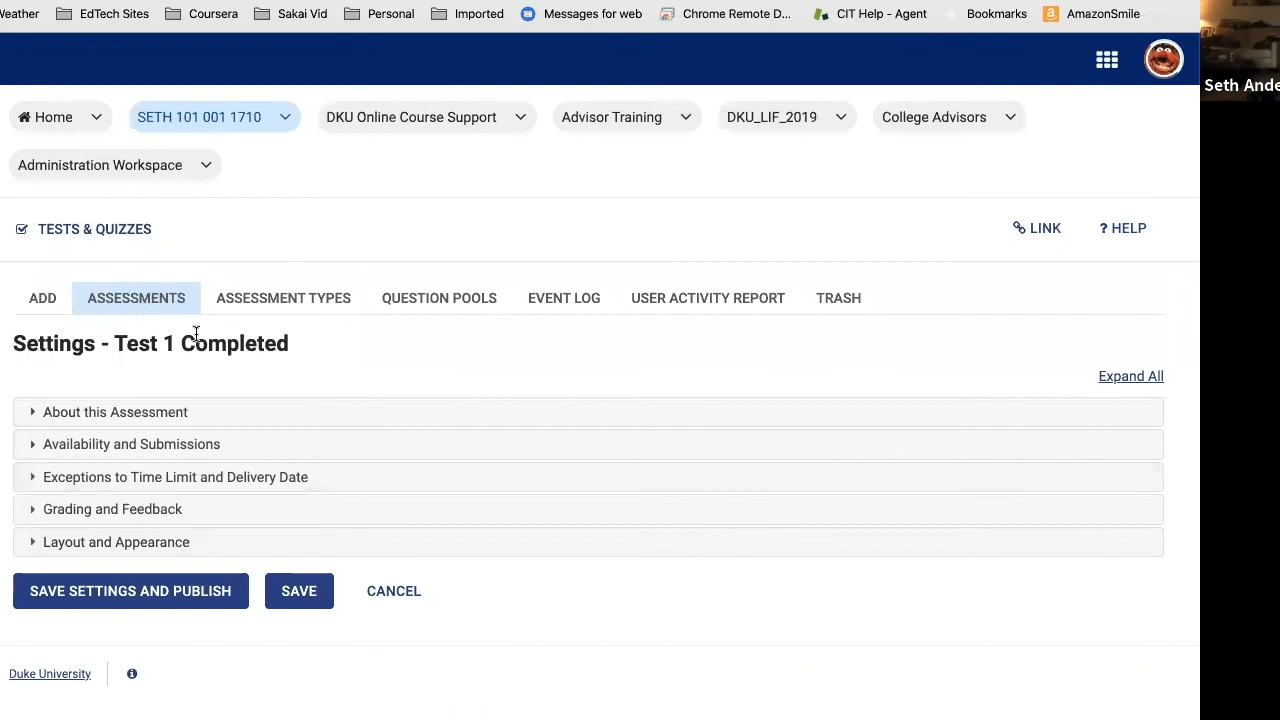 Weather EdTech Sites Coursera Sakai Vid Personal Imported Messages for web Chrome Remote D... CIT Help - Agent Bookmarks AmazonSmile
Seth Ande
Home SETH 101 001 1710 DKU Online Course Support Advisor Training DKU_LIF_2019 College Advisors
Administration Workspace
TESTS & QUIZZES LINK ? HELP
ADD ASSESSMENTS ASSESSMENT TYPES QUESTION POOLS EVENT LOG USER ACTIVITY REPORT TRASH
Settings - Test 1 Completed
Expand All
About this Assessment
Availability and Submissions
Exceptions to Time Limit and Delivery Date
Grading and Feedback
Layout and Appearance
SAVE SETTINGS AND PUBLISH SAVE CANCEL
Duke University